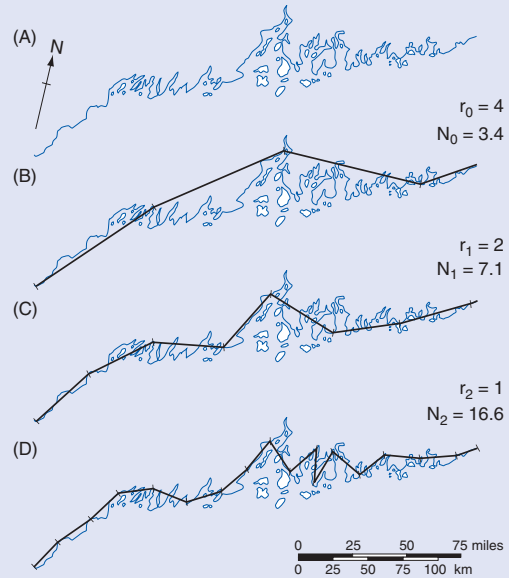 (A)
N
r₀ = 4
N₀ = 3.4
(B)
r₁ = 2
N₁ = 7.1
(C)
r₂ = 1
N₂ = 16.6
(D)
0 25 50 75 miles
0 25 50 75 100 km